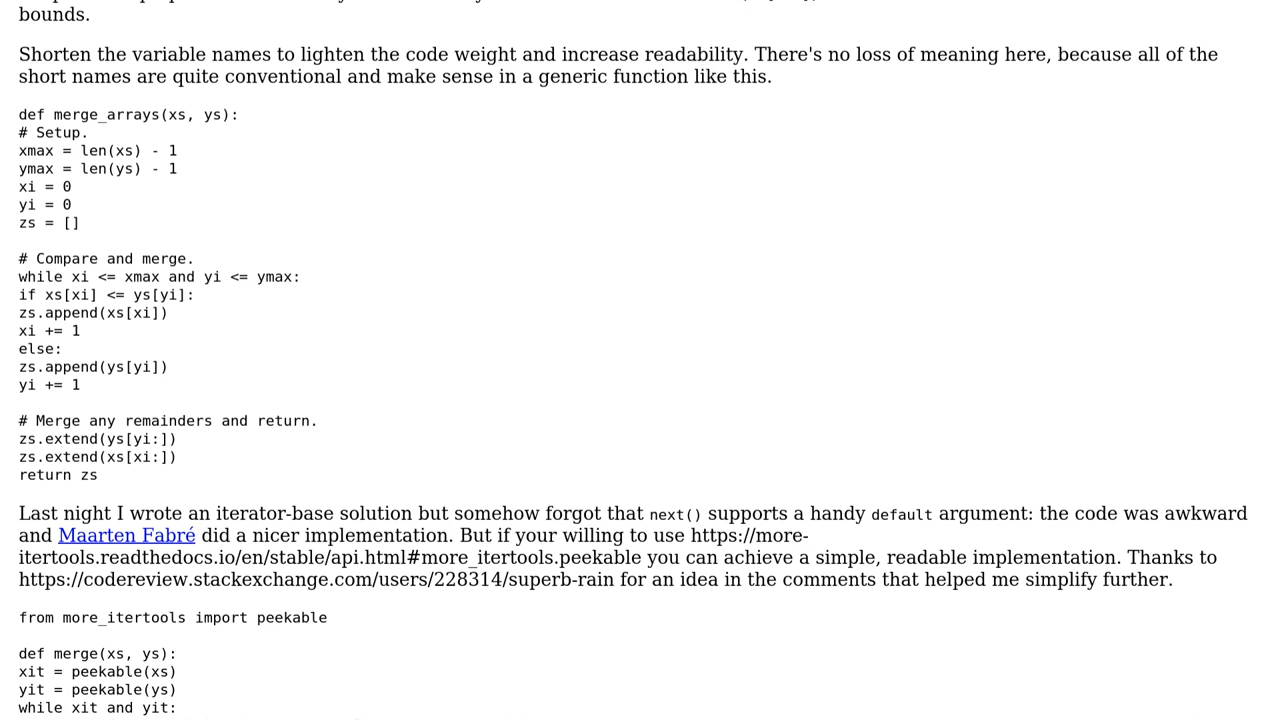 bounds.
Shorten the variable names to lighten the code weight and increase readability. There's no loss of meaning here, because all of the
short names are quite conventional and make sense in a generic function like this.
def merge_arrays(xs, ys):
# Setup.
xmax = len(xs) - 1
ymax = len(ys) - 1
xi = 0
yi = 0
zs = []
# Compare and merge.
while xi <= xmax and yi <= ymax:
if xs[xi] <= ys[yi]:
zs.append(xs[xi])
xi += 1
else:
zs.append(ys[yi])
yi += 1
# Merge any remainders and return.
zs.extend(ys[yi:])
zs.extend(xs[xi:])
return zs
Last night I wrote an iterator-base solution but somehow forgot that next() supports a handy default argument: the code was awkward
and Maarten Fabré did a nicer implementation. But if your willing to use https://more-
itertools.readthedocs.io/en/stable/api.html#more_itertools.peekable you can achieve a simple, readable implementation. Thanks to
https://codereview.stackexchange.com/users/228314/superb-rain for an idea in the comments that helped me simplify further.
from more_itertools import peekable
def merge(xs, ys):
xit = peekable(xs)
yit = peekable(ys)
while xit and yit: